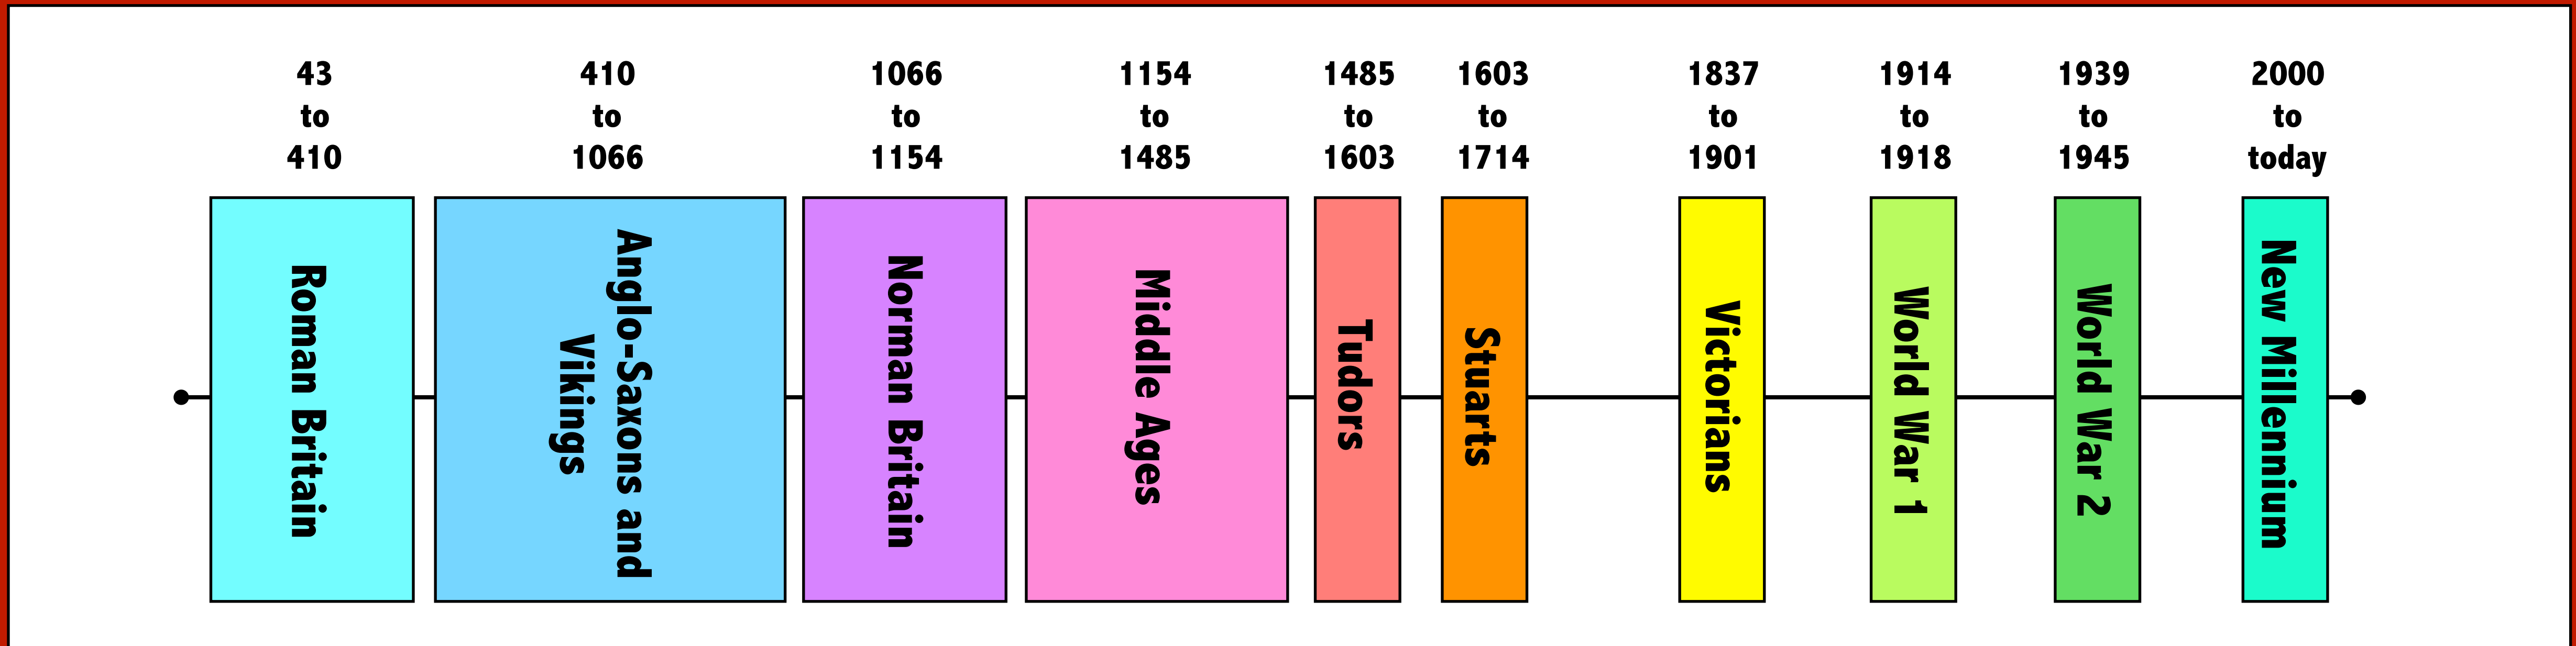 43
to
410
410
to
1066
1066
to
1154
1154
to
1485
1485
to
1603
1603
to
1714
1837
to
1901
1914
to
1918
1939
to
1945
2000
to
today
Roman Britain
Anglo-Saxons and
Vikings
Norman Britain
Middle Ages
Tudors
Stuarts
Victorians
World War 1
World War 2
New Millennium